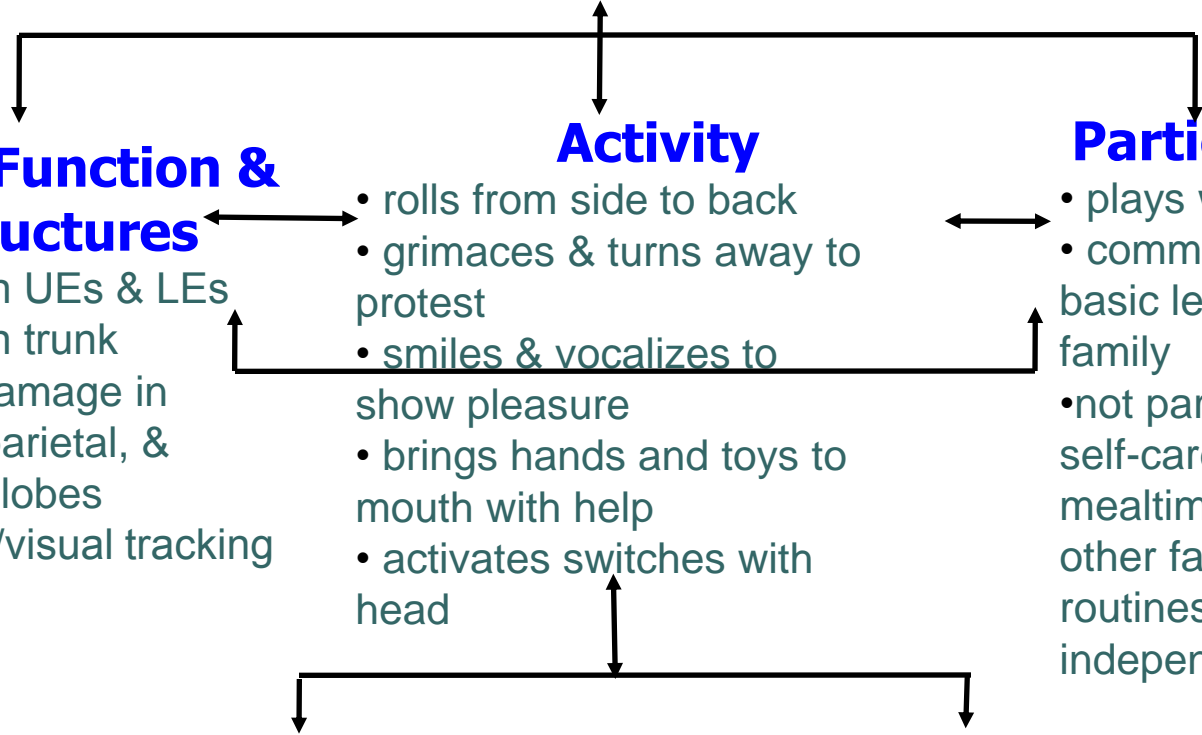 Function &
uctures
n UEs & LEs
n trunk
amage in
arietal, &
lobes
/visual tracking
Activity
• rolls from side to back
• grimaces & turns away to
protest
• smiles & vocalizes to
show pleasure
• brings hands and toys to
mouth with help
• activates switches with
head
Parti
• plays
• comm
basic le
family
•not par
self-car
mealtim
other fa
routines
indepen